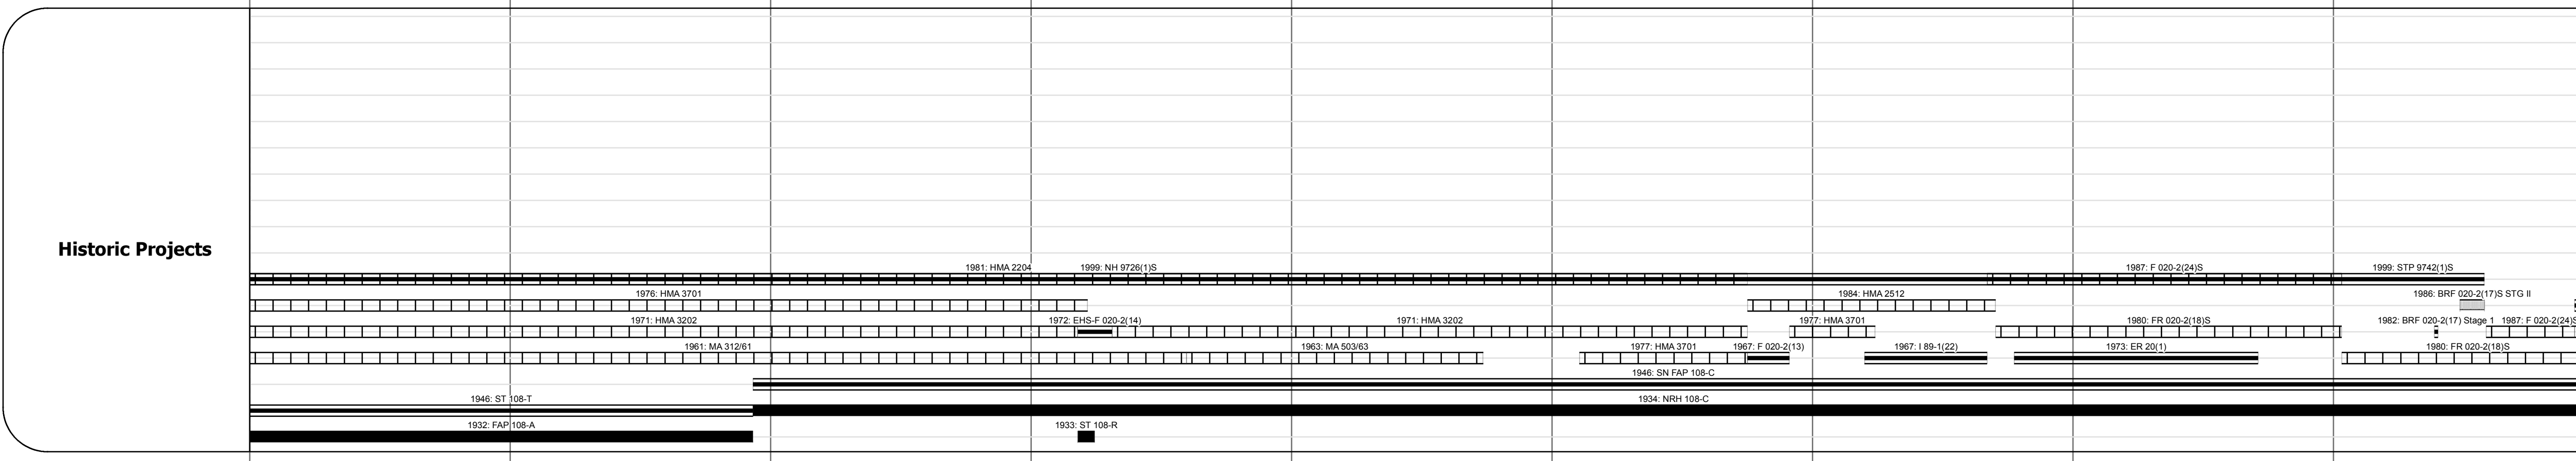 Historic Projects
1981: HMA 2204
1999: NH 9726(1)S
1987: F 020-2(24)S
1999: STP 9742(1)S
1976: HMA 3701
1984: HMA 2512
1986: BRF 020-2(17)S STG II
1971: HMA 3202
1972: EHS-F 020-2(14)
1971: HMA 3202
1977: HMA 3701
1980: FR 020-2(18)S
1982: BRF 020-2(17) Stage 1
1987: F 020-2(24)S
1961: MA 312/61
1963: MA 503/63
1977: HMA 3701
1967: F 020-2(13)
1967: I 89-1(22)
1973: ER 20(1)
1980: FR 020-2(18)S
1946: SN FAP 108-C
1946: ST 108-T
1934: NRH 108-C
1932: FAP 108-A
1933: ST 108-R